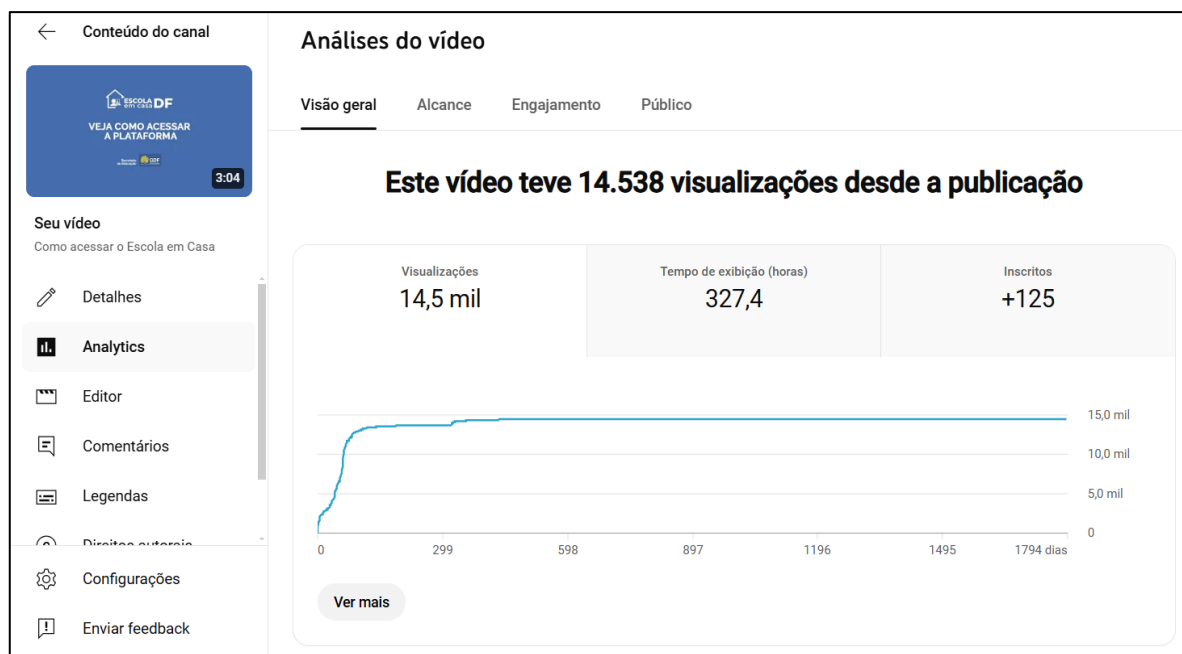 Conteúdo do canal
ESCOLA
em casa DF
VEJA COMO ACESSAR
A PLATAFORMA
GDF
3:04
Seu vídeo
Como acessar o Escola em Casa
Detalhes
Analytics
Editor
Comentários
Legendas
Direitos autorais
Configurações
Enviar feedback
Análises do vídeo
Visão geral Alcance Engajamento Público
Este vídeo teve 14.538 visualizações desde a publicação
Visualizações Tempo de exibição (horas) Inscritos
14,5 mil 327,4 +125
15,0 mil
10,0 mil
5,0 mil
0
0 299 598 897 1196 1495 1794 dias
Ver mais